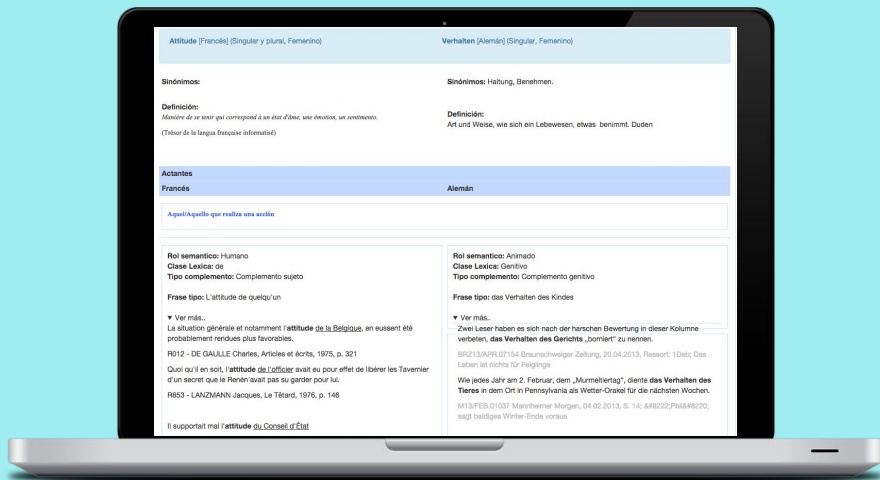 Attitude [Francés] (Singular y plural, Femenino)
Verhalten [Alemán] (Singular, Femenino)
Sinónimos:
Sinónimos: Haltung, Benehmen.
Definición:
Manière de se tenir qui correspond à un état d'âme, une émotion, un sentimento.
(Trésor de la langua française informatisé)
Definición:
Art und Weise, wie sich ein Lebewesen, etwas benimmt. Duden
Actantes
Francés
Alemán
Aquel/Aquello que realiza una acción
Rol semantico: Humano
Clase Lexica: de
Tipo complemento: Complemento sujeto
Frase tipo: L'attitude de quelqu'un
▼ Ver más..
La situation générale et notamment l'attitude de la Belgique, en eussent été
probablement rendues plus favorables.
R012 - DE GAULLE Charles, Articles et écrits, 1975, p. 321
Quoi qu'il en soit, l'attitude de l'officier avait eu pour effet de libérer les Tavernier
d'un secret que le Renén'avait pas su garder pour lui.
R853 - LANZMANN Jacques, Le Têtard, 1976, p. 146
Il supportait mal l'attitude du Conseil d'État
Rol semantico: Animado
Clase Lexica: Genitivo
Tipo complemento: Complemento genitivo
Frase tipo: das Verhalten des Kindes
▼ Ver más..
Zwei Leser haben es sich nach der harschen Bewertung in dieser Kolumne
verbeten, das Verhalten des Gerichts „borniert" zu nennen.
BRZ13/APR.07154 Braunschweiger Zeitung, 20.04.2013, Ressort: 1Deb; Das
Leben ist nichts für Feiglinge
Wie jedes Jahr am 2. Februar, dem „Murmeltiertag", diente das Verhalten des
Tieres in dem Ort in Pennsylvania als Wetter-Orakel für die nächsten Wochen.
M13/FEB.01037 Mannheimer Morgen, 04.02.2013, S. 14; &#8222;Phil&#8220;
sagt baldiges Winter-Ende voraus